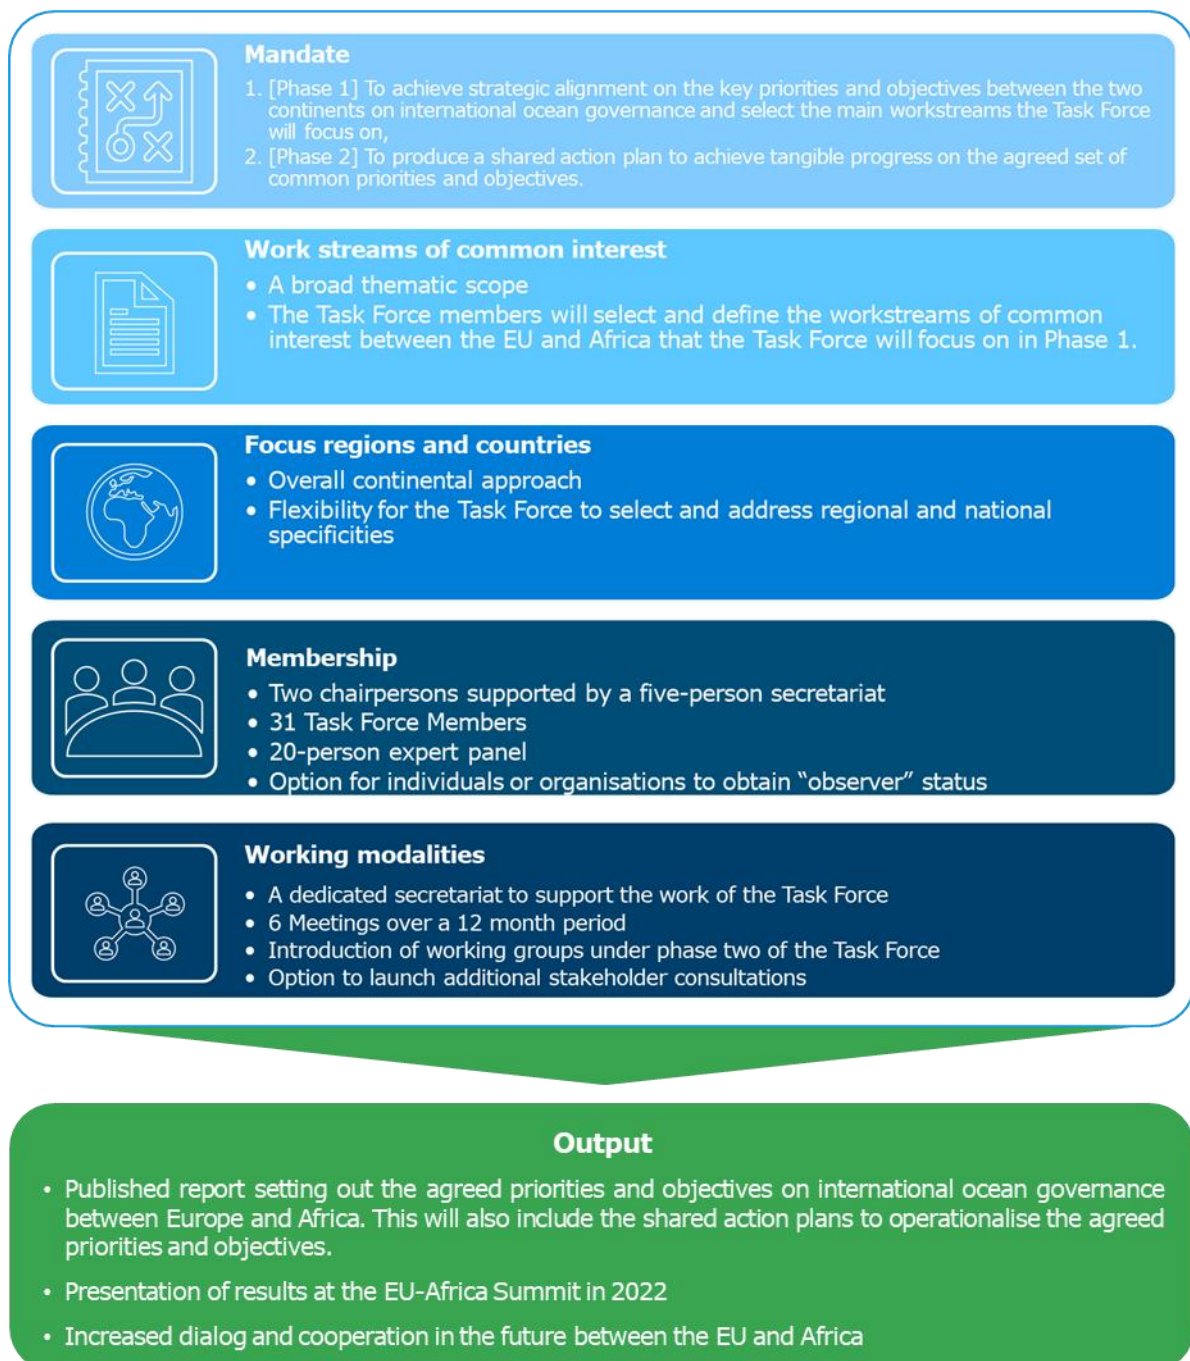 Mandate
1. [Phase 1] To achieve strategic alignment on the key priorities and objectives between the two
continents on international ocean governance and select the main workstreams the Task Force
will focus on,
2. [Phase 2] To produce a shared action plan to achieve tangible progress on the agreed set of
common priorities and objectives.
Work streams of common interest
• A broad thematic scope
• The Task Force members will select and define the workstreams of common
interest between the EU and Africa that the Task Force will focus on in Phase 1.
Focus regions and countries
• Overall continental approach
• Flexibility for the Task Force to select and address regional and national
specificities
Membership
• Two chairpersons supported by a five-person secretariat
• 31 Task Force Members
• 20-person expert panel
• Option for individuals or organisations to obtain “observer” status
Working modalities
• A dedicated secretariat to support the work of the Task Force
• 6 Meetings over a 12 month period
• Introduction of working groups under phase two of the Task Force
• Option to launch additional stakeholder consultations
Output
• Published report setting out the agreed priorities and objectives on international ocean governance
between Europe and Africa. This will also include the shared action plans to operationalise the agreed
priorities and objectives.
• Presentation of results at the EU-Africa Summit in 2022
• Increased dialog and cooperation in the future between the EU and Africa